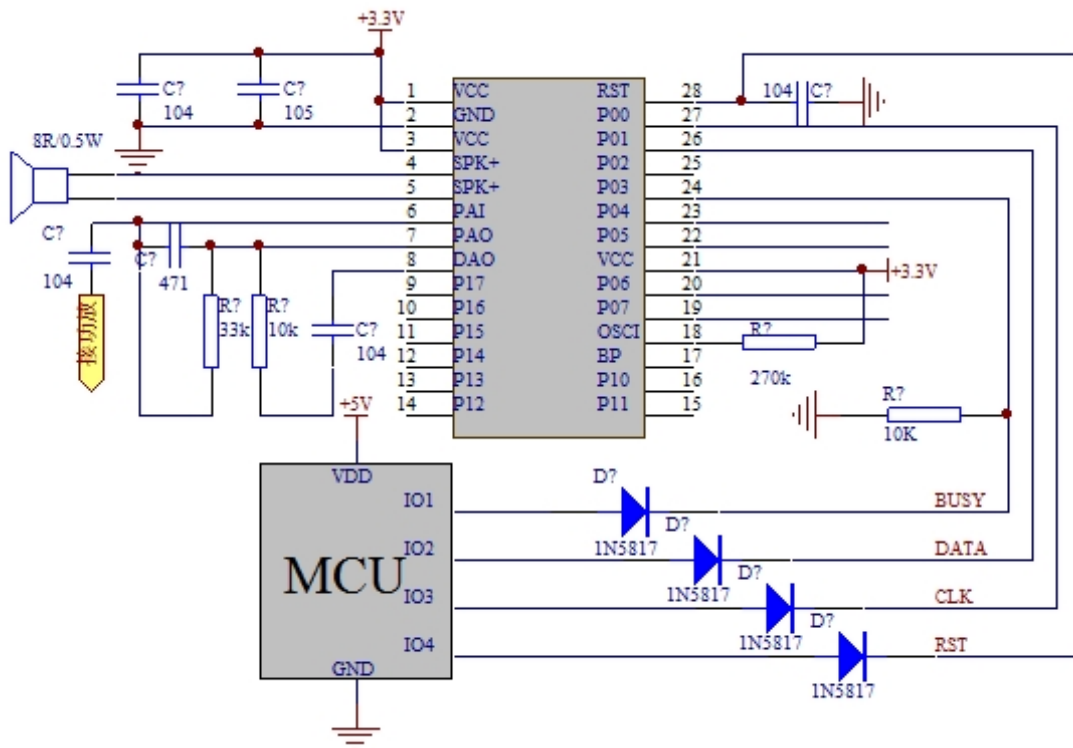 +3.3V
C?
104
C?
105
8R/0.5W
1 VCC RST 28
2 GND P00 27
3 VCC P01 26
4 SPK+ P02 25
5 SPK+ P03 24
6 PAI P04 23
7 PAO P05 22
8 DAO VCC 21
9 P17 P06 20
10 P16 P07 19
11 P15 OSCI 18
12 P14 BP 17
13 P13 P10 16
14 P12 P11 15
104 C?
+3.3V
C?
104
C?
471
接功放
R?
33k
R?
10k
C?
104
R?
270k
R?
10K
+5V
VDD
MCU
IO1
IO2
IO3
IO4
GND
D?
1N5817
BUSY
D?
1N5817
DATA
D?
1N5817
CLK
D?
1N5817
RST